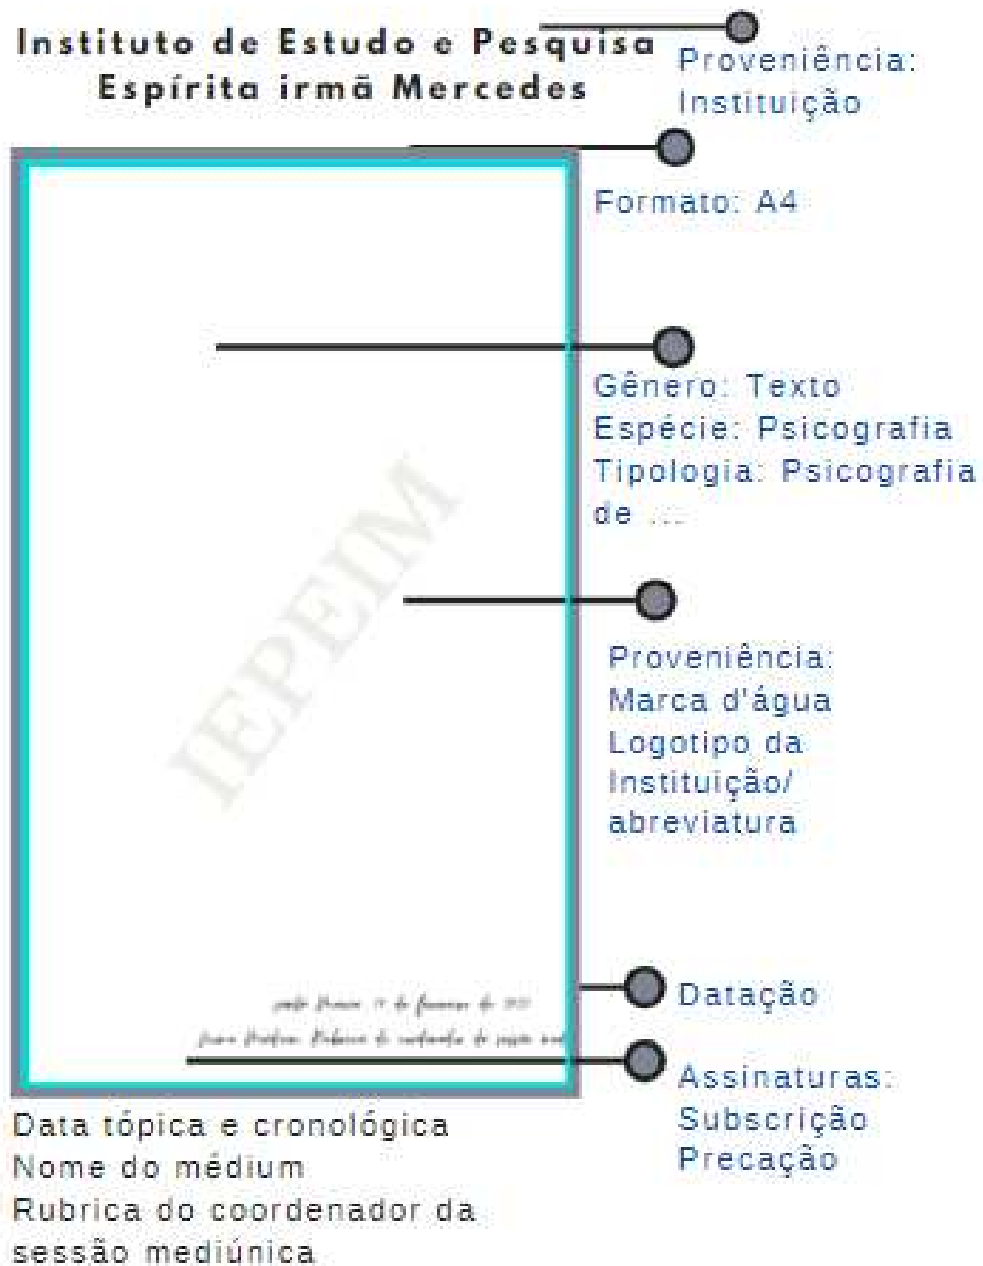 Instituto de Estudo e Pesquisa
Espírita irmã Mercedes
Proveniência:
Instituição
Formato: A4
Gênero: Texto
Espécie: Psicografia
Tipologia: Psicografia
de ...
IEPEIM
Proveniência:
Marca d'água
Logotipo da
Instituição/
abreviatura
de
Datação
Assinaturas:
Subscrição
Precação
Data tópica e cronológica
Nome do médium
Rubrica do coordenador da
sessão mediúnica